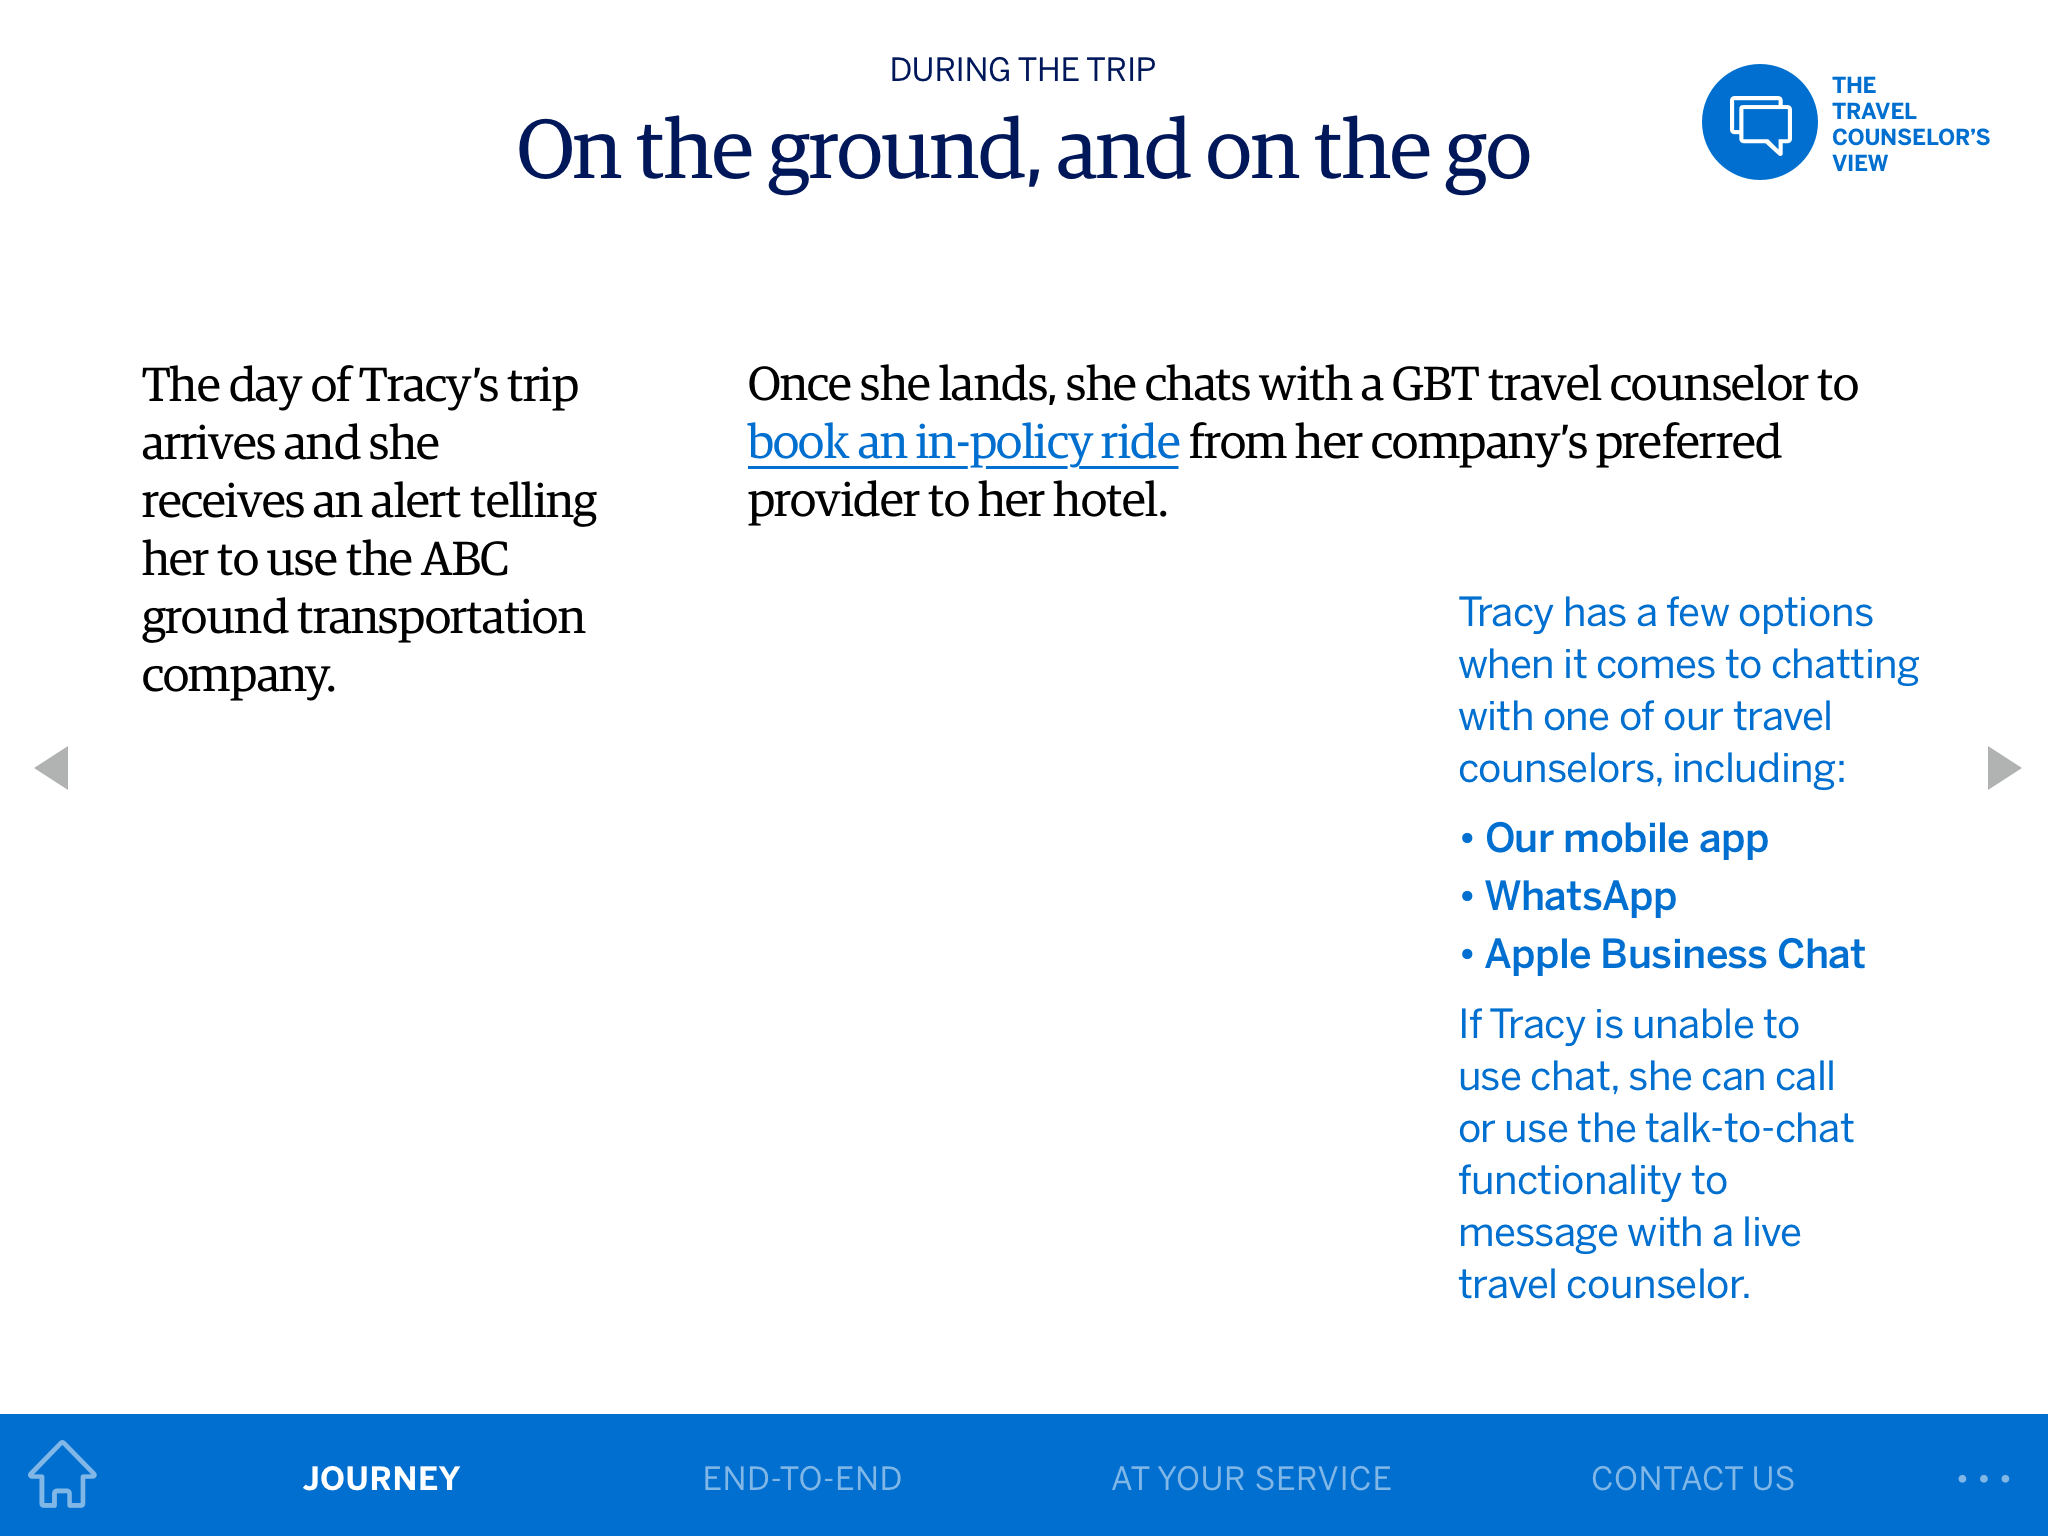 DURING THE TRIP
On the ground, and on the go
THE
TRAVEL
COUNSELOR’S
VIEW
The day of Tracy’s trip
arrives and she
receives an alert telling
her to use the ABC
ground transportation
company.
Once she lands, she chats with a GBT travel counselor to
book an in-policy ride from her company’s preferred
provider to her hotel.
Tracy has a few options
when it comes to chatting
with one of our travel
counselors, including:
• Our mobile app
• WhatsApp
• Apple Business Chat
If Tracy is unable to
use chat, she can call
or use the talk-to-chat
functionality to
message with a live
travel counselor.
JOURNEY
END-TO-END
AT YOUR SERVICE
CONTACT US